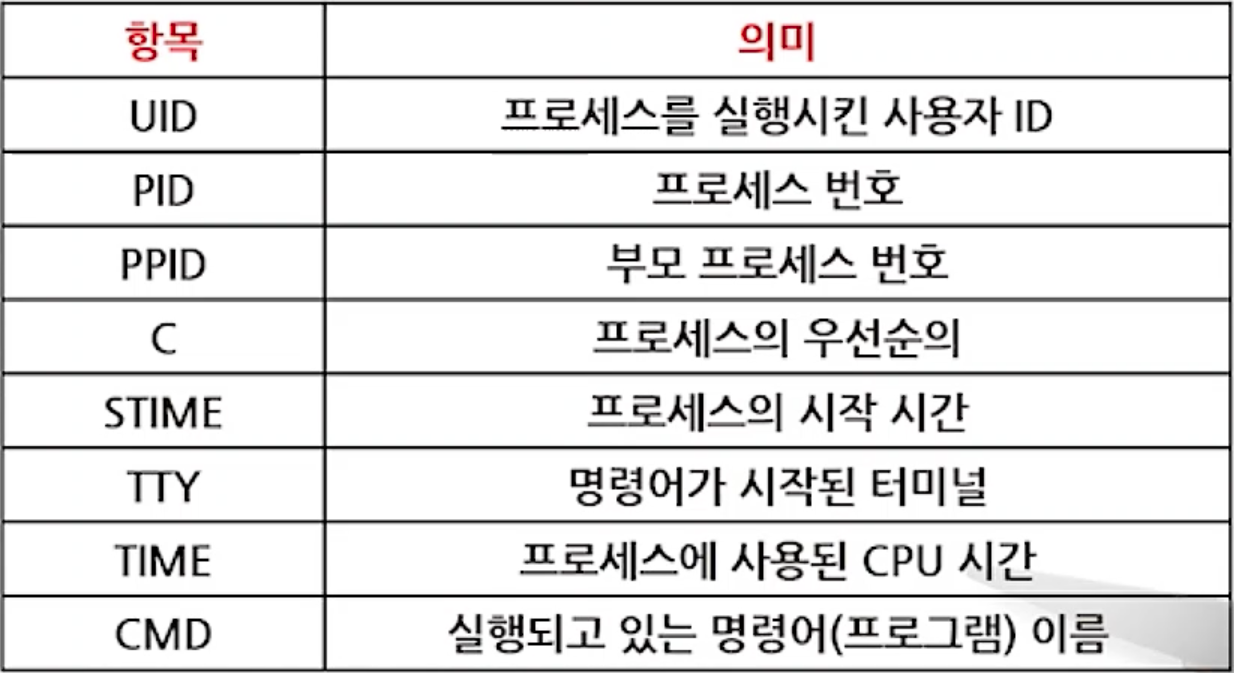 항목 의미
UID 프로세스를 실행시킨 사용자 ID
PID 프로세스 번호
PPID 부모 프로세스 번호
C 프로세스의 우선순의
STIME 프로세스의 시작 시간
TTY 명령어가 시작된 터미널
TIME 프로세스에 사용된 CPU 시간
CMD 실행되고 있는 명령어(프로그램) 이름